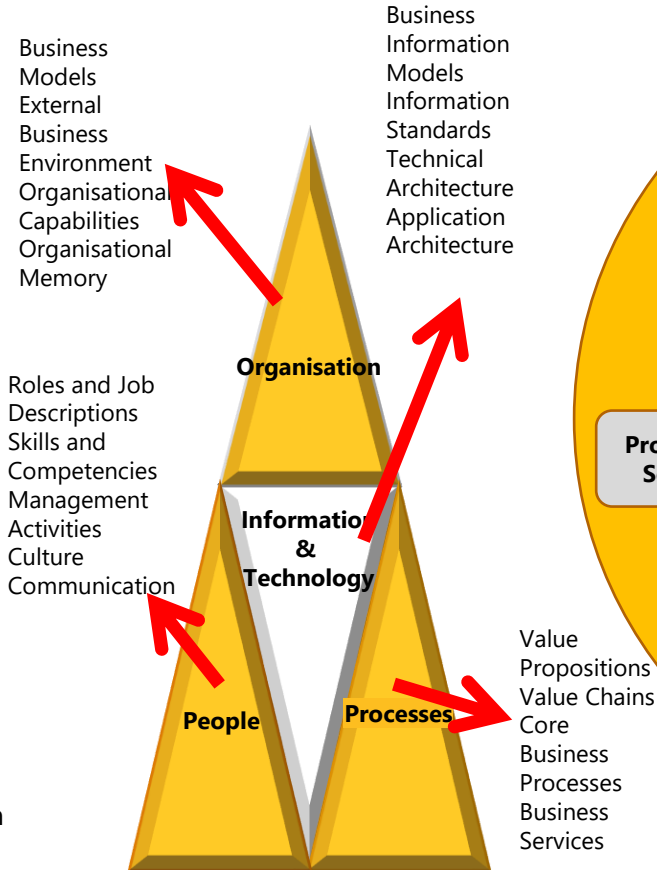 Business
Models
External
Business
Environment
Organisational
Capabilities
Organisational
Memory
Business
Information
Models
Information
Standards
Technical
Architecture
Application
Architecture
Organisation
Roles and Job
Descriptions
Skills and
Competencies
Management
Activities
Culture
Communication
Information
&
Technology
People
Processes
Value
Propositions
Value Chains
Core
Business
Processes
Business
Services